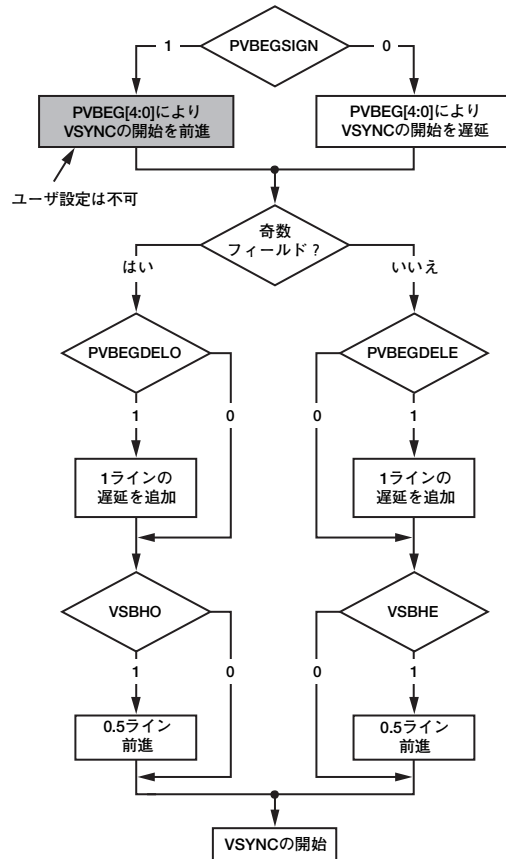 PVBEGSIGN
1
0
PVBEG[4:0]により
VSYNCの開始を前進
PVBEG[4:0]により
VSYNCの開始を遅延
ユーザ設定は不可
奇数
フィールド ?
はい
いいえ
PVBEGDELO
PVBEGDELE
1
0
0
1
1ラインの
遅延を追加
1ラインの
遅延を追加
VSBHO
VSBHE
1
0
0
1
0.5ライン
前進
0.5ライン
前進
VSYNCの開始